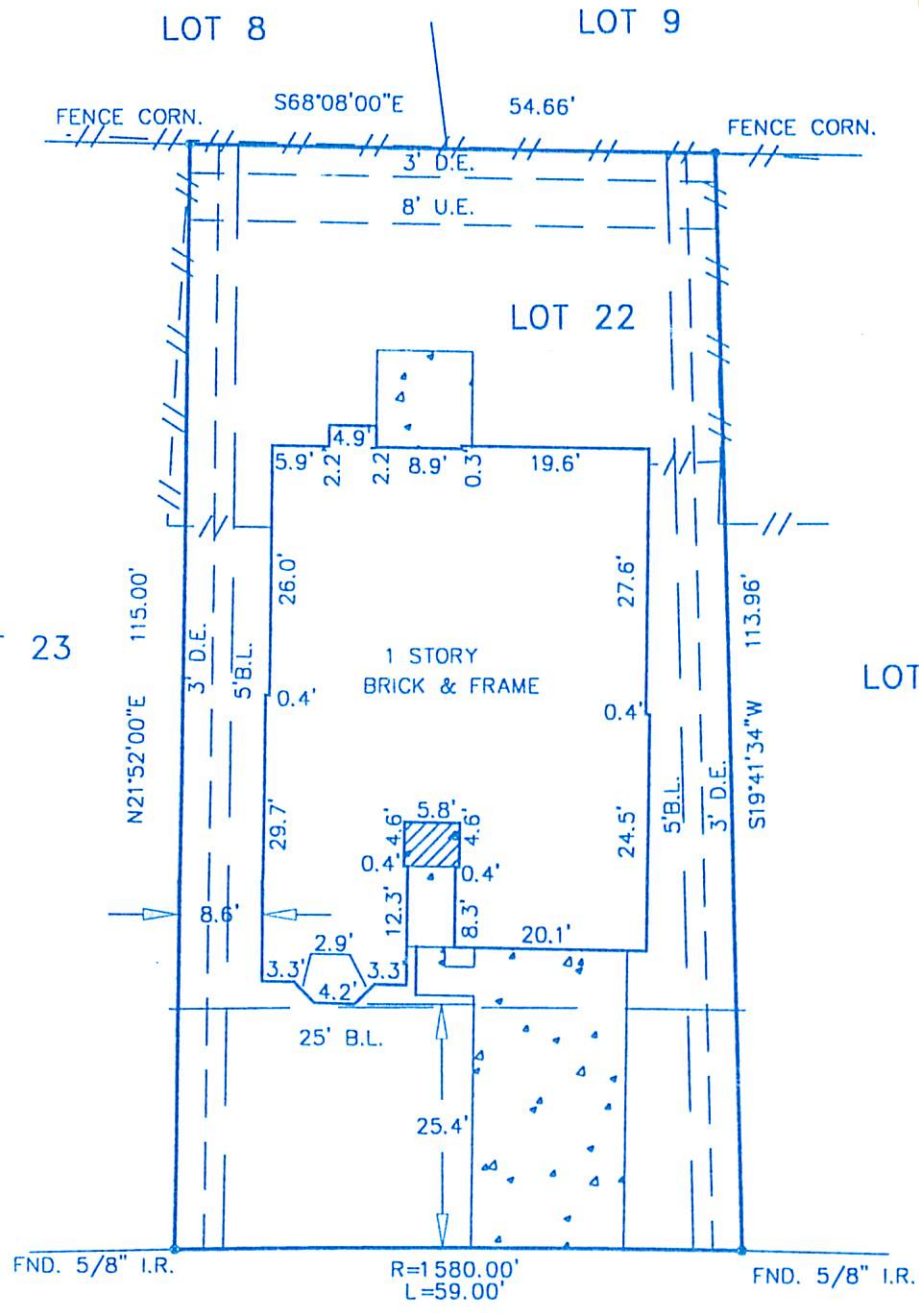 LOT 8
LOT 9
S68°08'00"E
54.66'
FENCE CORN.
FENCE CORN.
3' D.E.
8' U.E.
LOT 22
4.9'
5.9'
2.2'
2.2
8.9'
0.3
19.6'
26.0'
27.6'
115.00'
113.96'
23
1 STORY
BRICK & FRAME
LOT
3' D.E.
5'B.L.
0.4'
0.4'
N21°52'00"E
5'B.L.
3' D.E.
S19°41'34"W
29.7'
5.8'
4.6'
4.6'
24.5'
0.4'
0.4'
12.3'
8.3'
8.6'
20.1'
2.9'
3.3'
3.3'
4.2'
25' B.L.
25.4'
FND. 5/8" I.R.
R=1580.00'
L=59.00'
FND. 5/8" I.R.